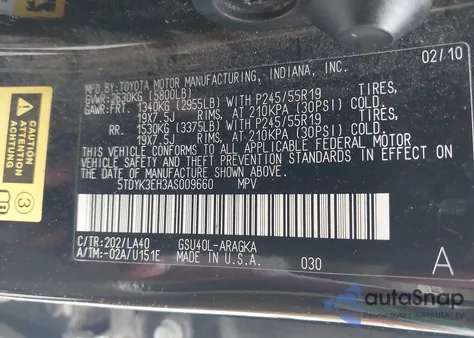 MFD.BY:TOYOTA MOTOR MANUFACTURING, INDIANA, INC. 02/10
GVWR:2630KG (5800LB)
GAWR:FRT. 1340KG (2955LB) WITH P245/55R19 TIRES,
19X7.5J RIMS, AT 210KPA (30PSI) COLD.
RR. 1530KG (3375LB) WITH P245/55R19 TIRES,
19X7.5J RIMS, AT 210KPA (30PSI) COLD.
THIS VEHICLE CONFORMS TO ALL APPLICABLE FEDERAL MOTOR
VEHICLE SAFETY AND THEFT PREVENTION STANDARDS IN EFFECT ON
THE DATE OF MANUFACTURE SHOWN ABOVE.
5TDYK3EH3AS009660 MPV
C/TR:202/LA40 GSU40L-ARAGKA
A/TM:-02A/U151E MADE IN U.S.A. 030 A
CAUTION
ACHTUNG
ATTENTION
3
autoSnap